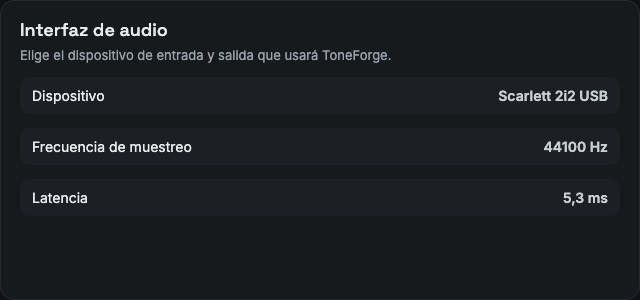 Interfaz de audio
Elige el dispositivo de entrada y salida que usará ToneForge.
Dispositivo Scarlett 2i2 USB
Frecuencia de muestreo 44100 Hz
Latencia 5,3 ms